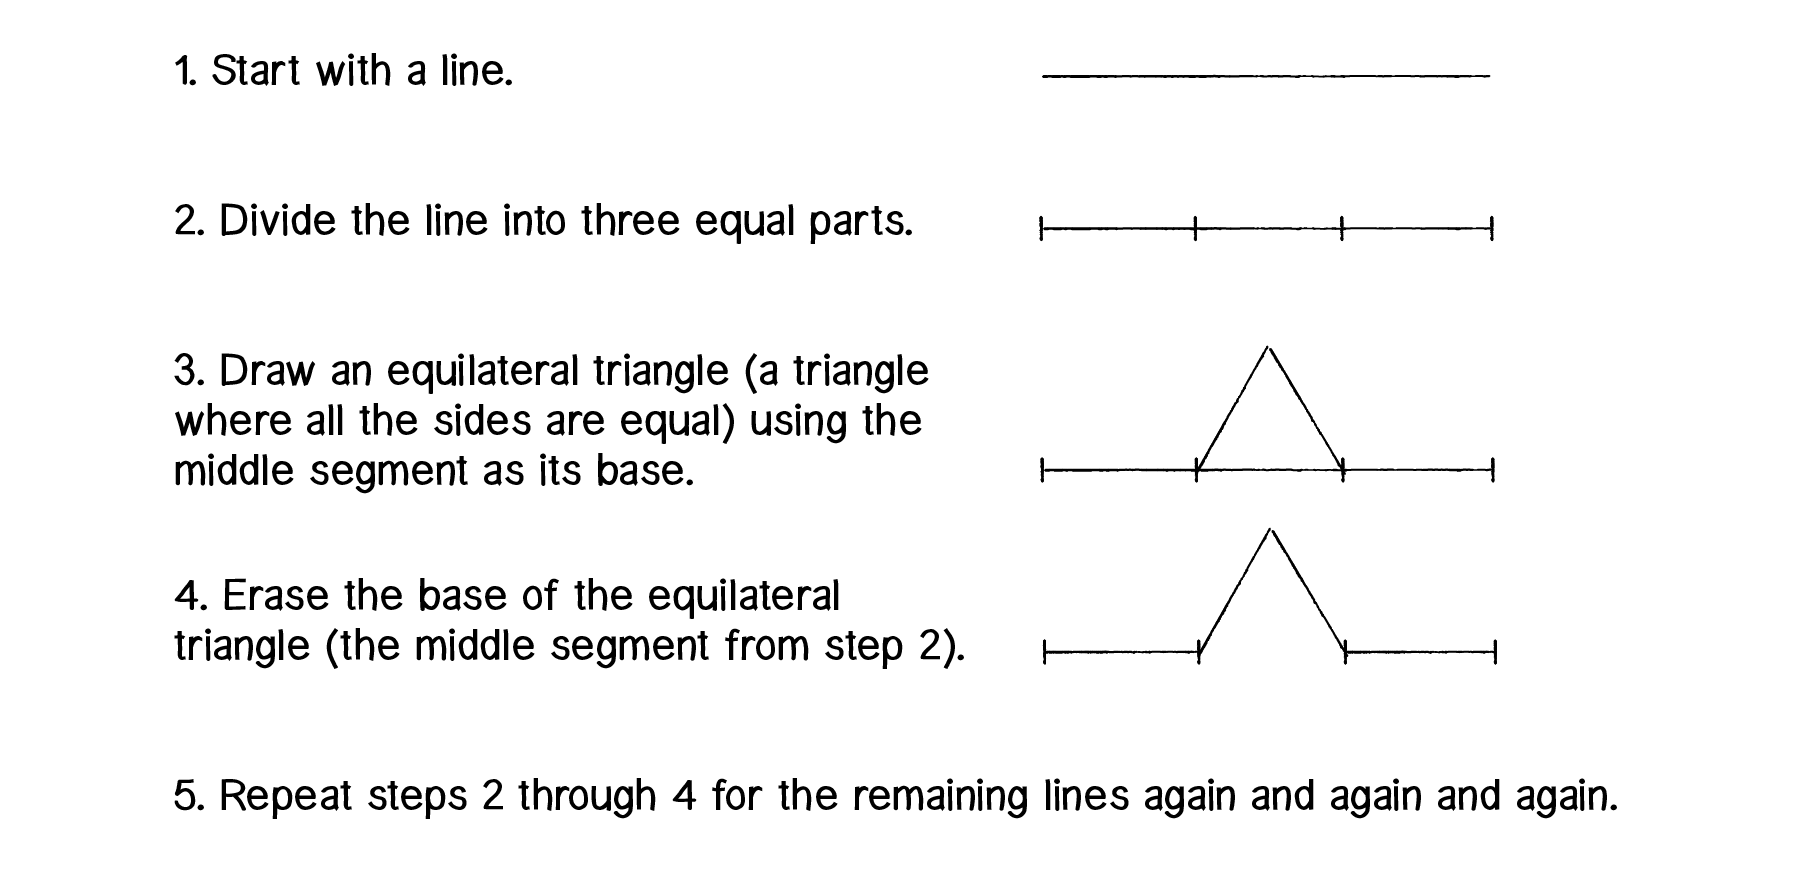 1. Start with a line.
2. Divide the line into three equal parts.
3. Draw an equilateral triangle (a triangle
where all the sides are equal) using the
middle segment as its base.
4. Erase the base of the equilateral
triangle (the middle segment from step 2).
5. Repeat steps 2 through 4 for the remaining lines again and again and again.